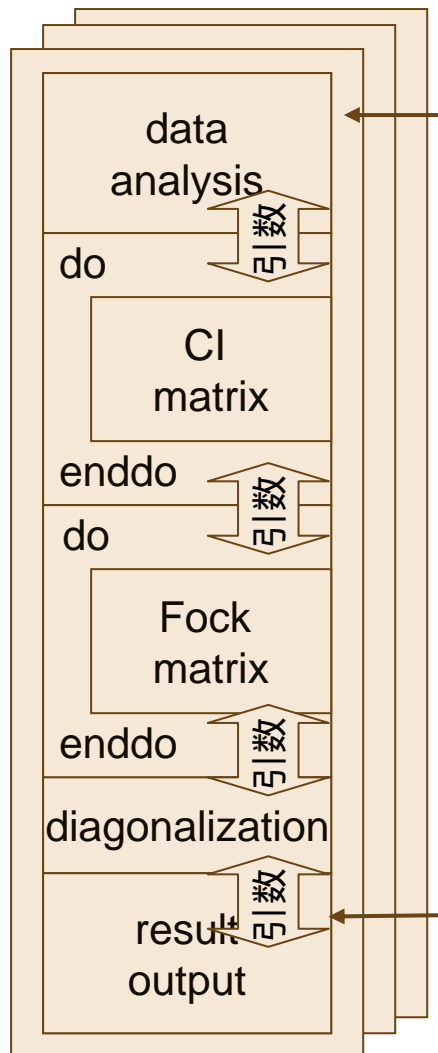 data
analysis
引数
do
CI
matrix
enddo
引数
do
Fock
matrix
enddo
引数
diagonalization
引数
result
output